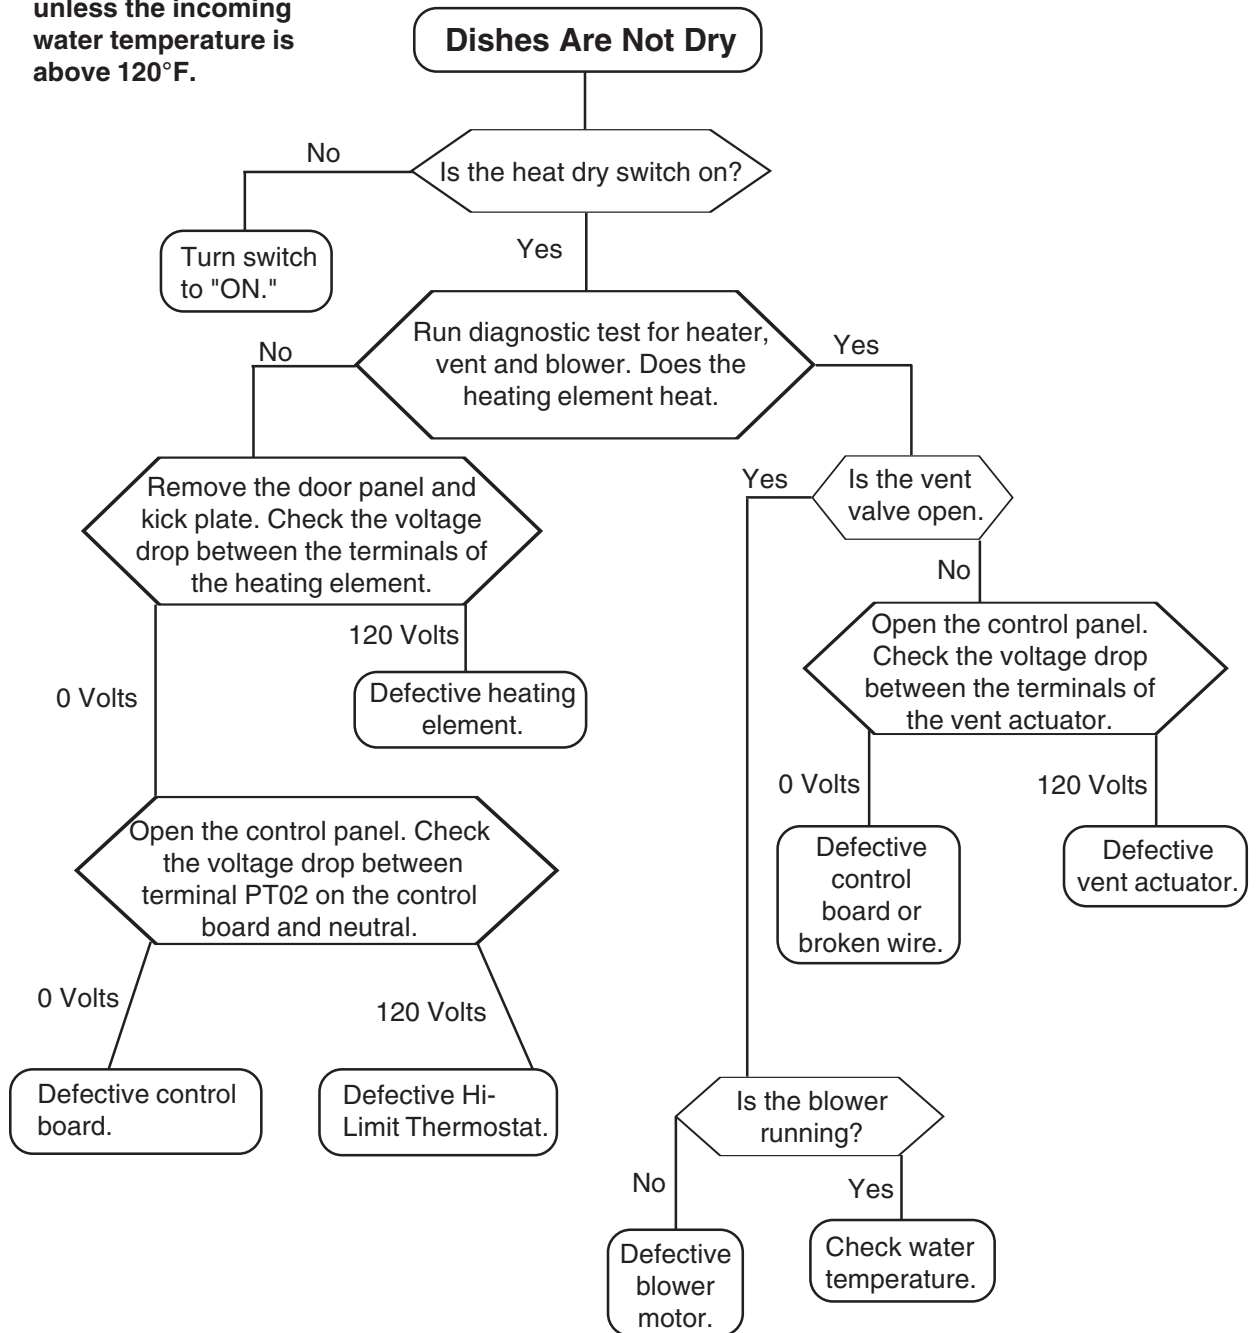 unless the incoming
water temperature is
above 120°F.
Dishes Are Not Dry
No
Is the heat dry switch on?
Turn switch
to "ON."
Yes
Run diagnostic test for heater,
vent and blower. Does the
heating element heat.
No
Yes
Remove the door panel and
kick plate. Check the voltage
drop between the terminals of
the heating element.
Yes
Is the vent
valve open.
No
120 Volts
0 Volts
Defective heating
element.
Open the control panel.
Check the voltage drop
between the terminals of
the vent actuator.
0 Volts
120 Volts
Defective
control
board or
broken wire.
Defective
vent actuator.
Open the control panel. Check
the voltage drop between
terminal PT02 on the control
board and neutral.
0 Volts
120 Volts
Defective control
board.
Defective Hi-
Limit Thermostat.
Is the blower
running?
No
Yes
Defective
blower
motor.
Check water
temperature.